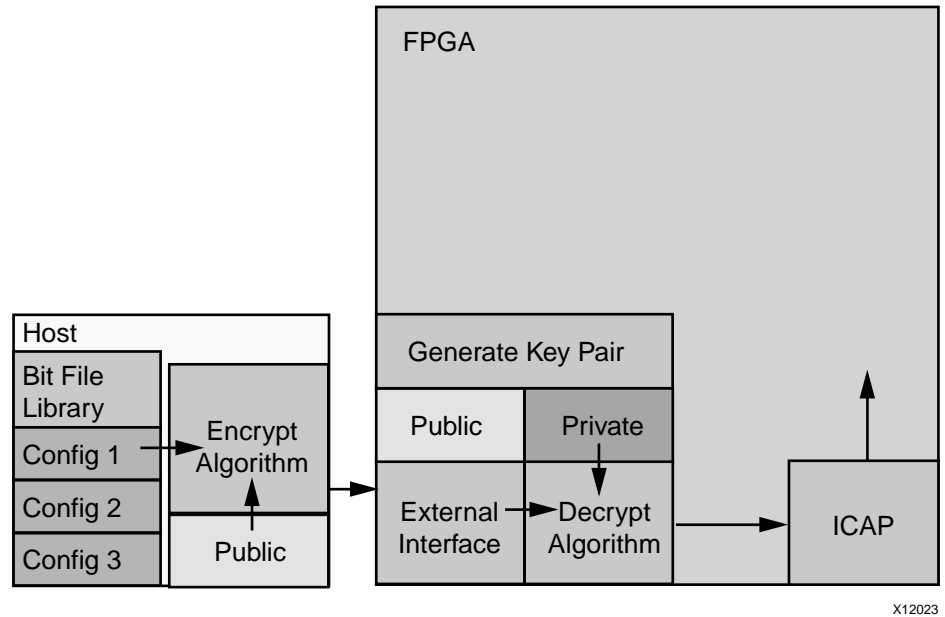 FPGA
Host
Bit File
Library
Config 1
Config 2
Config 3
Encrypt
Algorithm
Public
Generate Key Pair
Public
Private
External
Interface
Decrypt
Algorithm
ICAP
X12023